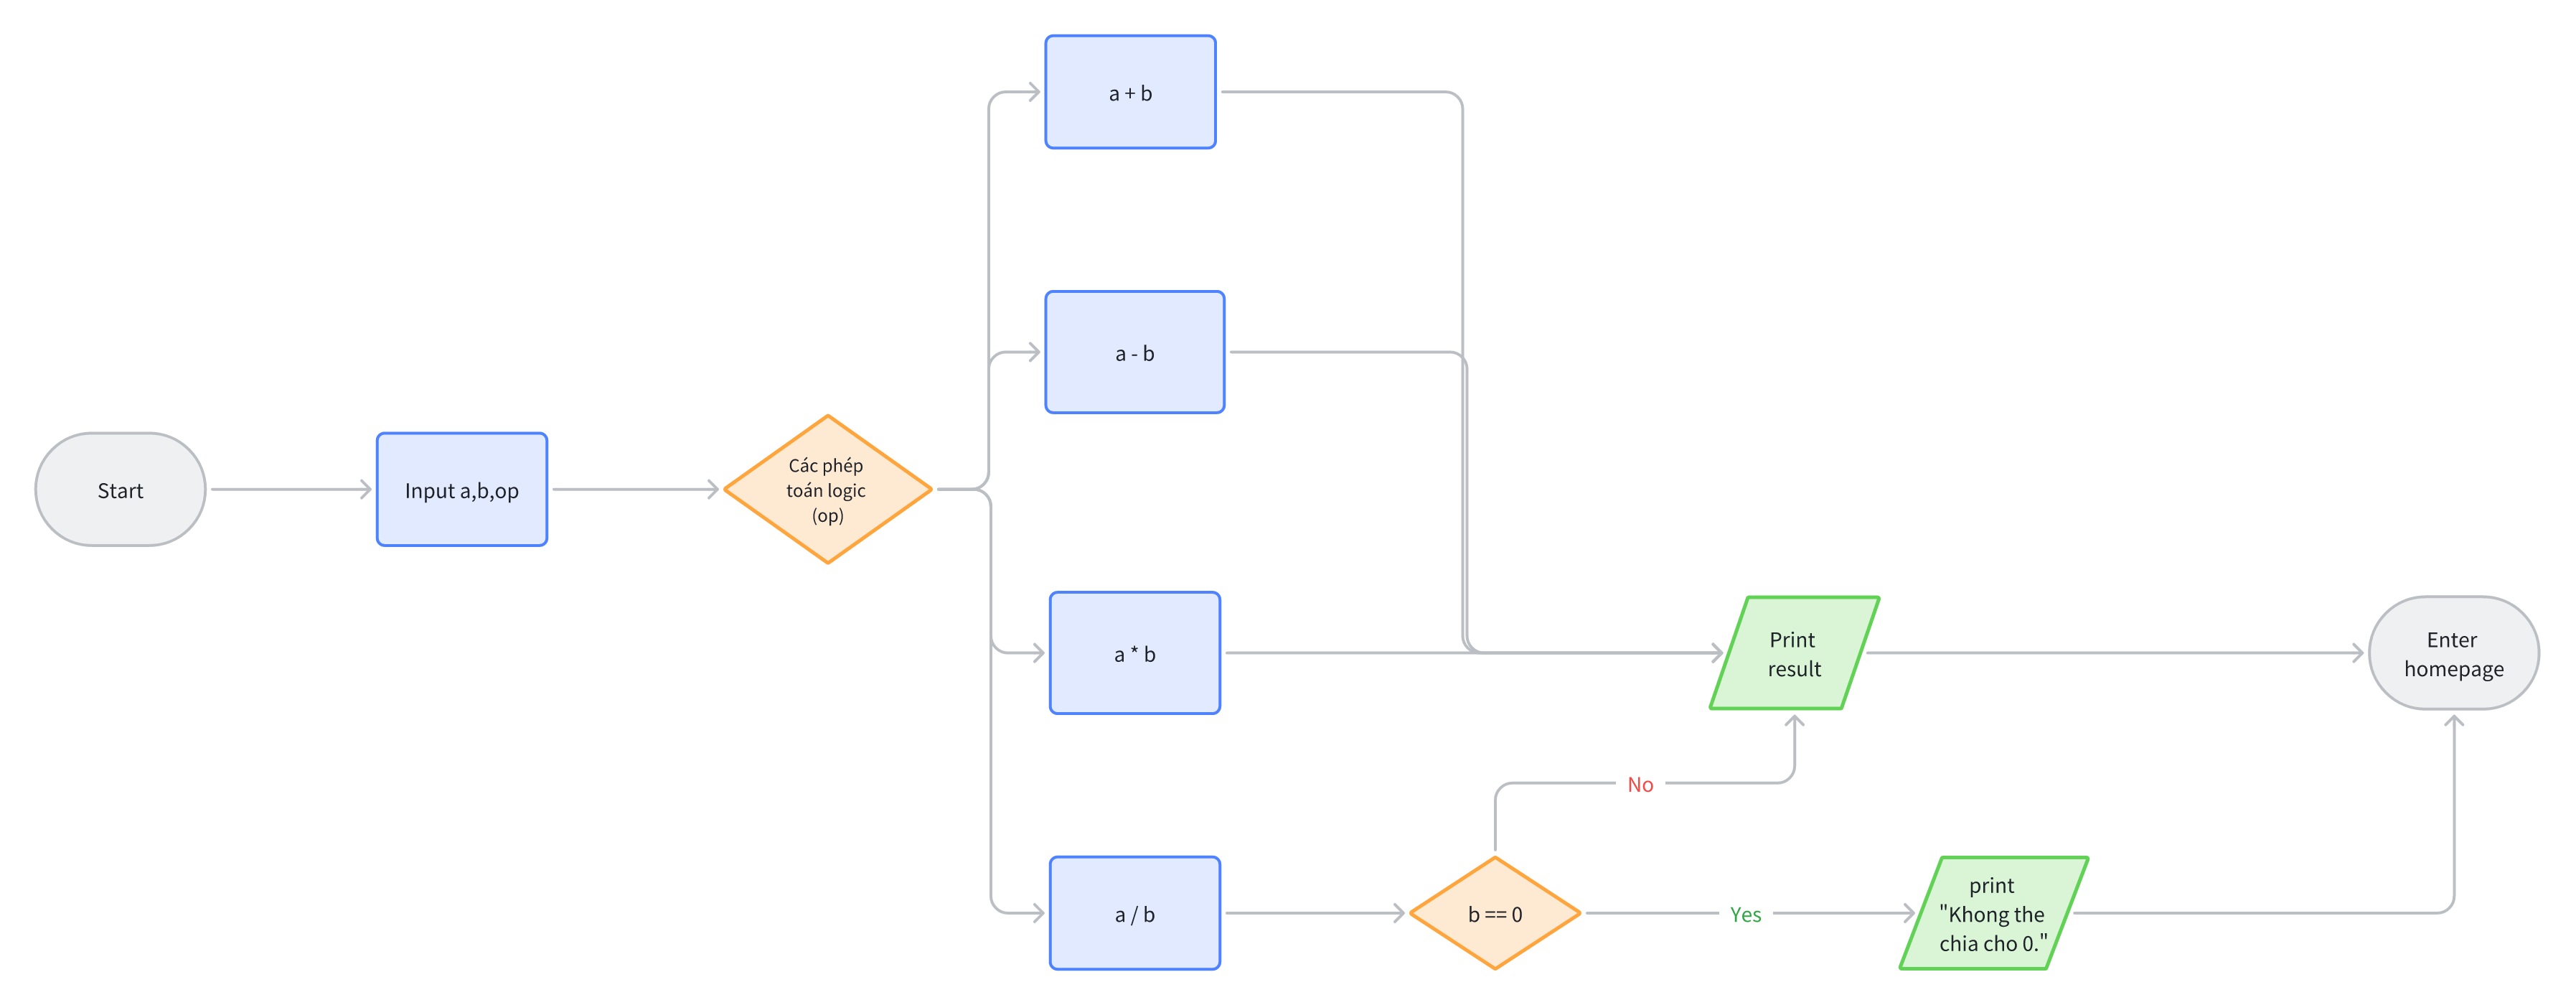 a + b
a - b
Start
Input a,b,op
Các phép
toán logic
(op)
a * b
Print
result
Enter
homepage
No
a / b
b == 0
Yes
print
"Khong the
chia cho 0."